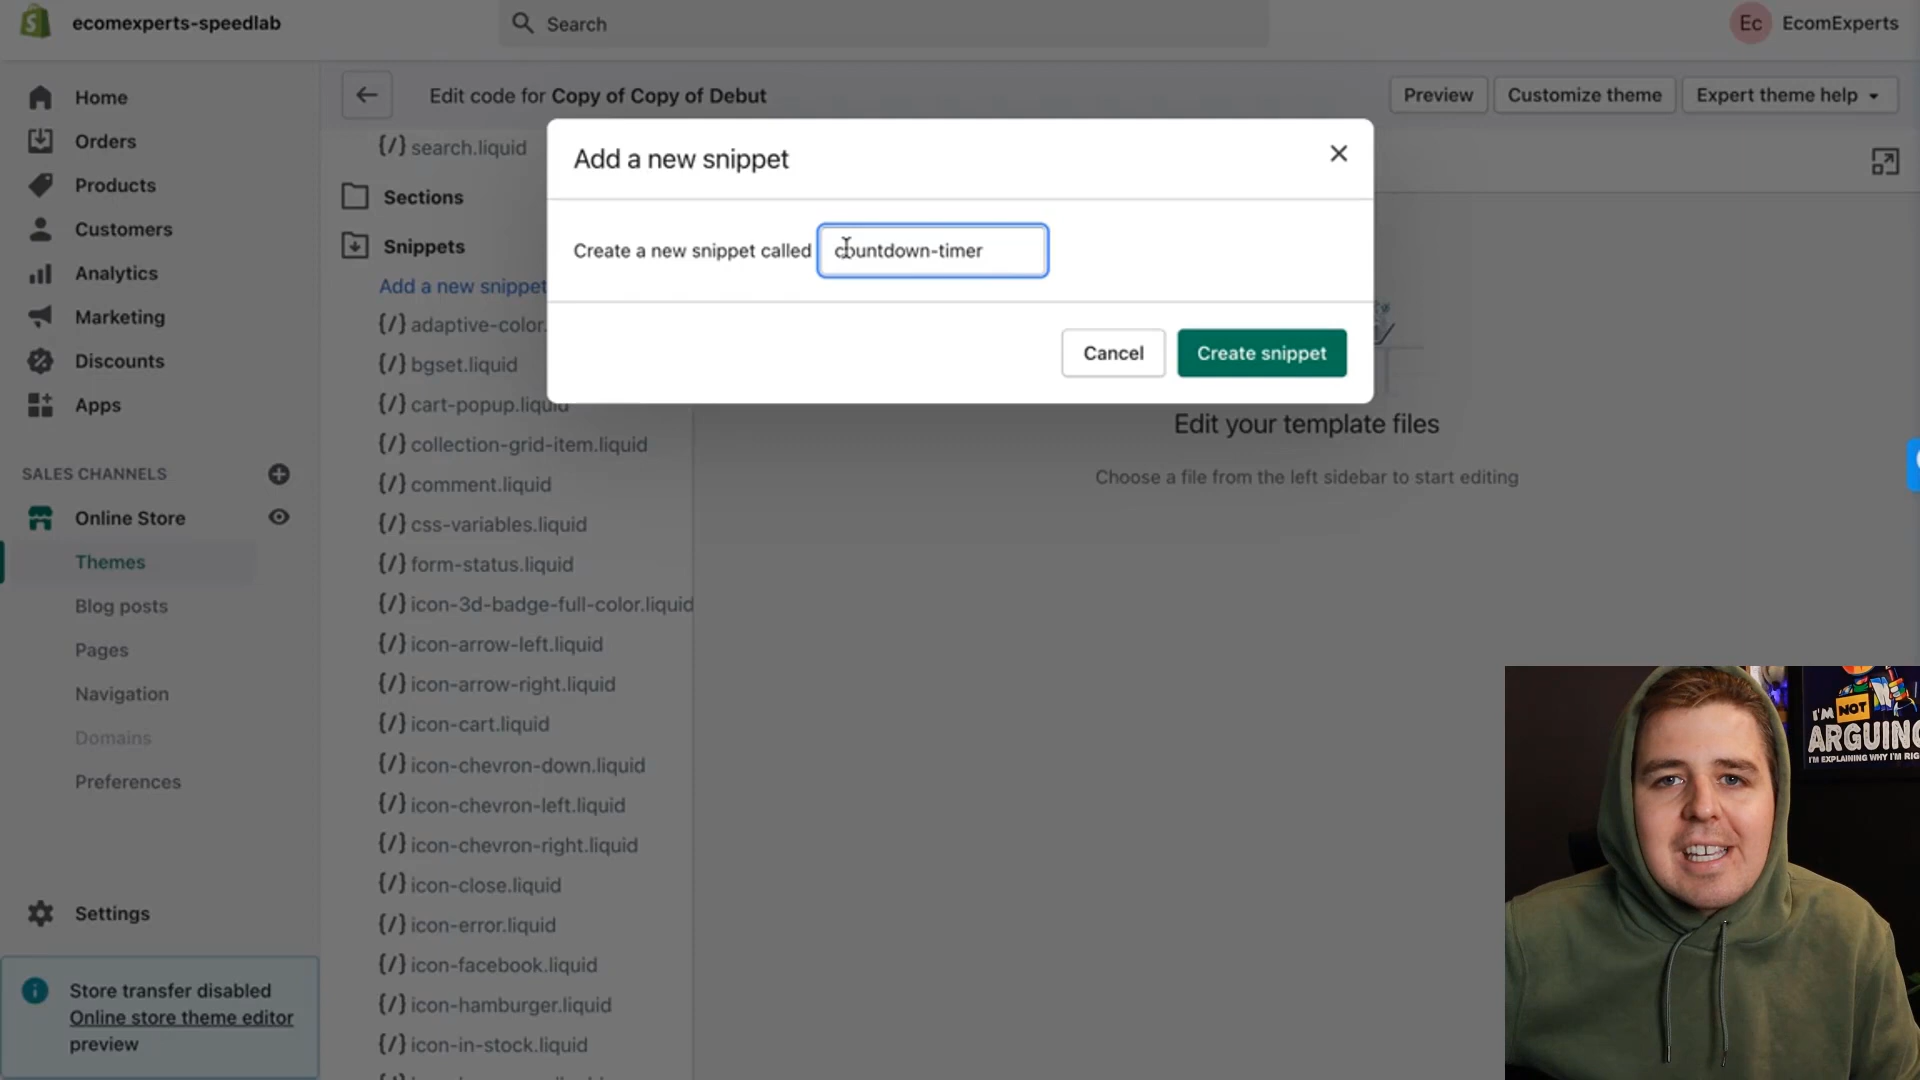 ecomexperts-speedlab
Search
Ec
EcomExperts
Home
Orders
Products
Customers
Analytics
Marketing
Discounts
Apps
SALES CHANNELS
Online Store
Themes
Blog posts
Pages
Navigation
Domains
Preferences
Settings
Store transfer disabled
Online store theme editor
preview
Edit code for Copy of Copy of Debut
Preview
Customize theme
Expert theme help
{/} search.liquid
Sections
Snippets
Add a new snippet
{/} adaptive-color.
{/} bgset.liquid
{/} cart-popup.liquid
{/} collection-grid-item.liquid
{/} comment.liquid
{/} css-variables.liquid
{/} form-status.liquid
{/} icon-3d-badge-full-color.liquid
{/} icon-arrow-left.liquid
{/} icon-arrow-right.liquid
{/} icon-cart.liquid
{/} icon-chevron-down.liquid
{/} icon-chevron-left.liquid
{/} icon-chevron-right.liquid
{/} icon-close.liquid
{/} icon-error.liquid
{/} icon-facebook.liquid
{/} icon-hamburger.liquid
{/} icon-in-stock.liquid
Add a new snippet
Create a new snippet called countdown-timer
Cancel
Create snippet
Edit your template files
Choose a file from the left sidebar to start editing
I'M NOT
ARGUING
I'M EXPLAINING WHY I'M RIG